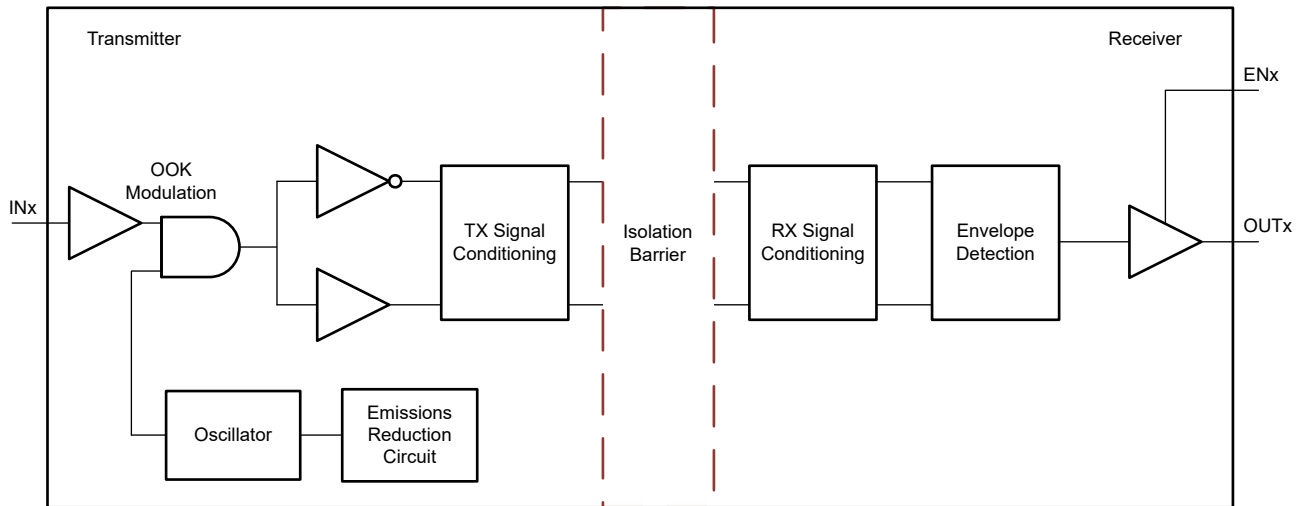 Transmitter
Receiver
ENx
OOK
Modulation
INx
TX Signal
Conditioning
Isolation
Barrier
RX Signal
Conditioning
Envelope
Detection
OUTx
Oscillator
Emissions
Reduction
Circuit